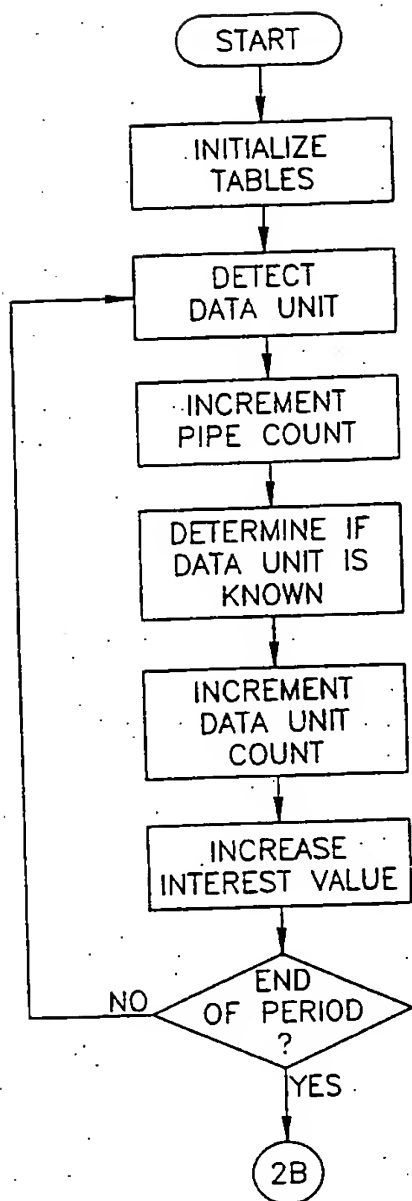 START
INITIALIZE
TABLES
DETECT
DATA UNIT
INCREMENT
PIPE COUNT
DETERMINE IF
DATA UNIT IS
KNOWN
INCREMENT
DATA UNIT
COUNT
INCREASE
INTEREST VALUE
END
OF PERIOD
?
NO
YES
2B